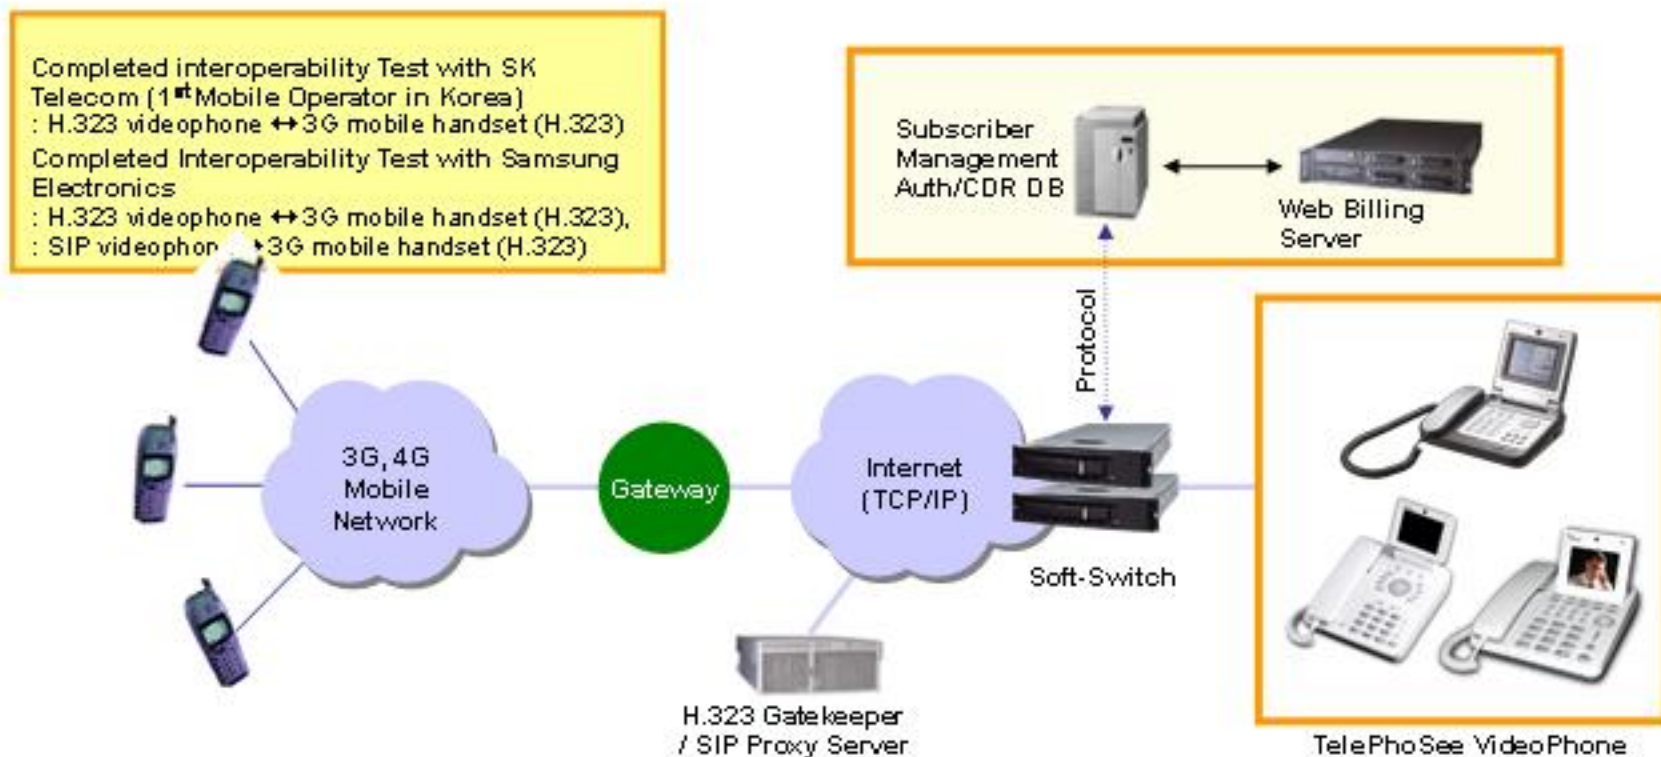 Completed interoperability Test with SK
Telecom (1st Mobile Operator in Korea)
: H.323 videophone ↔ 3G mobile handset (H.323)
Completed Interoperability Test with Samsung
Electronics
: H.323 videophone ↔ 3G mobile handset (H.323),
: SIP videophon ↔ 3G mobile handset (H.323)
Subscriber
Management
Auth/CDR DB
Web Billing
Server
Protocol
3G, 4G
Mobile
Network
Gateway
Internet
(TCP/IP)
Soft-Switch
H.323 Gatekeeper
/ SIP Proxy Server
TelePhoSee VideoPhone